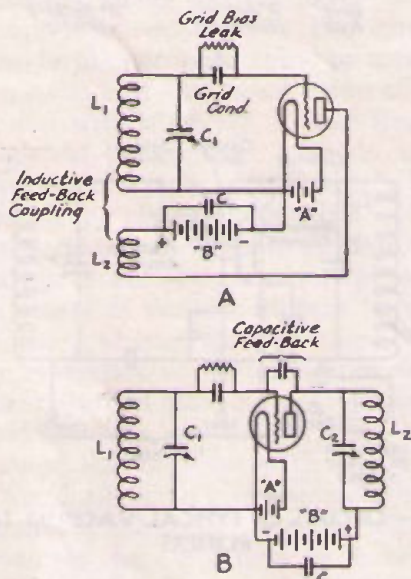 Grid Bias
Leak
Grid
Cond.
L1
C1
Inductive
Feed-Back
Coupling
"A"
C
+ "B" -
L2
A
Capacitive
Feed-Back
L1
C1
C2
L2
"A"
- "B" +
B
C